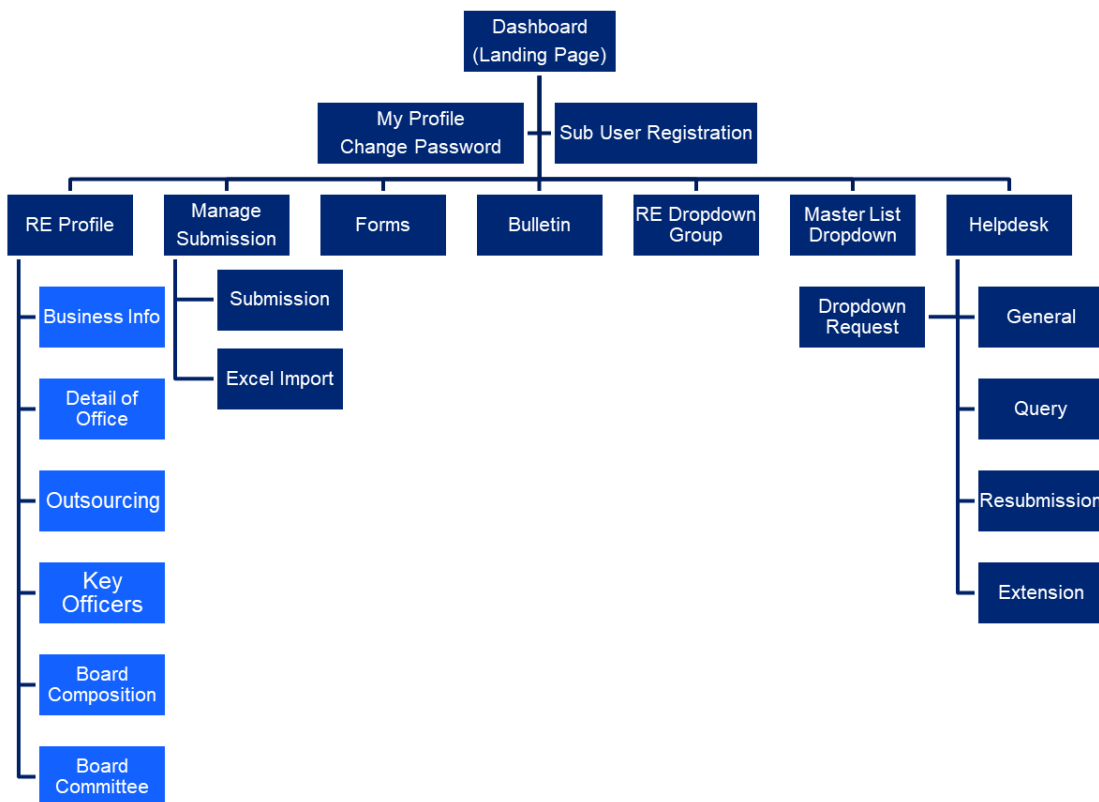 Dashboard
(Landing Page)
My Profile
Change Password
Sub User Registration
RE Profile
Manage
Submission
Forms
Bulletin
RE Dropdown
Group
Master List
Dropdown
Helpdesk
Business Info
Detail of
Office
Outsourcing
Key
Officers
Board
Composition
Board
Committee
Submission
Excel Import
Dropdown
Request
General
Query
Resubmission
Extension